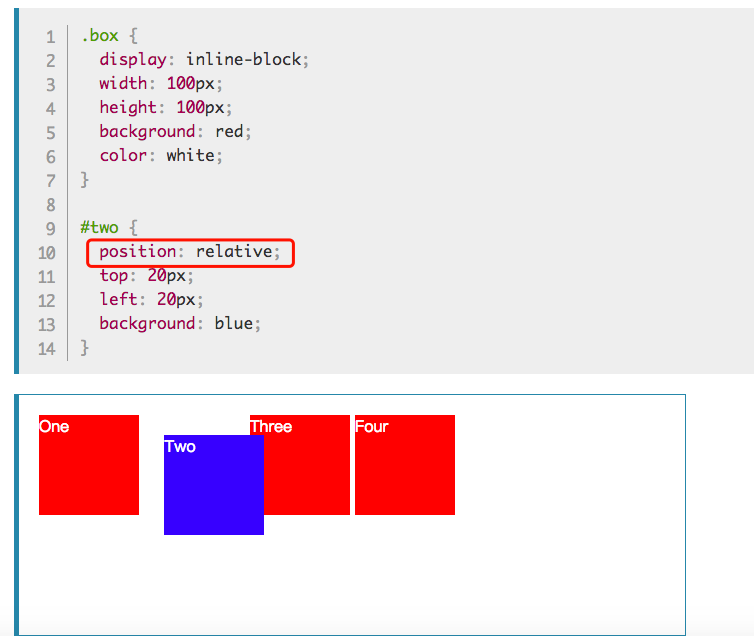 1 .box {
2 display: inline-block;
3 width: 100px;
4 height: 100px;
5 background: red;
6 color: white;
7 }
8
9 #two {
10 position: relative;
11 top: 20px;
12 left: 20px;
13 background: blue;
14 }
One Two Three Four